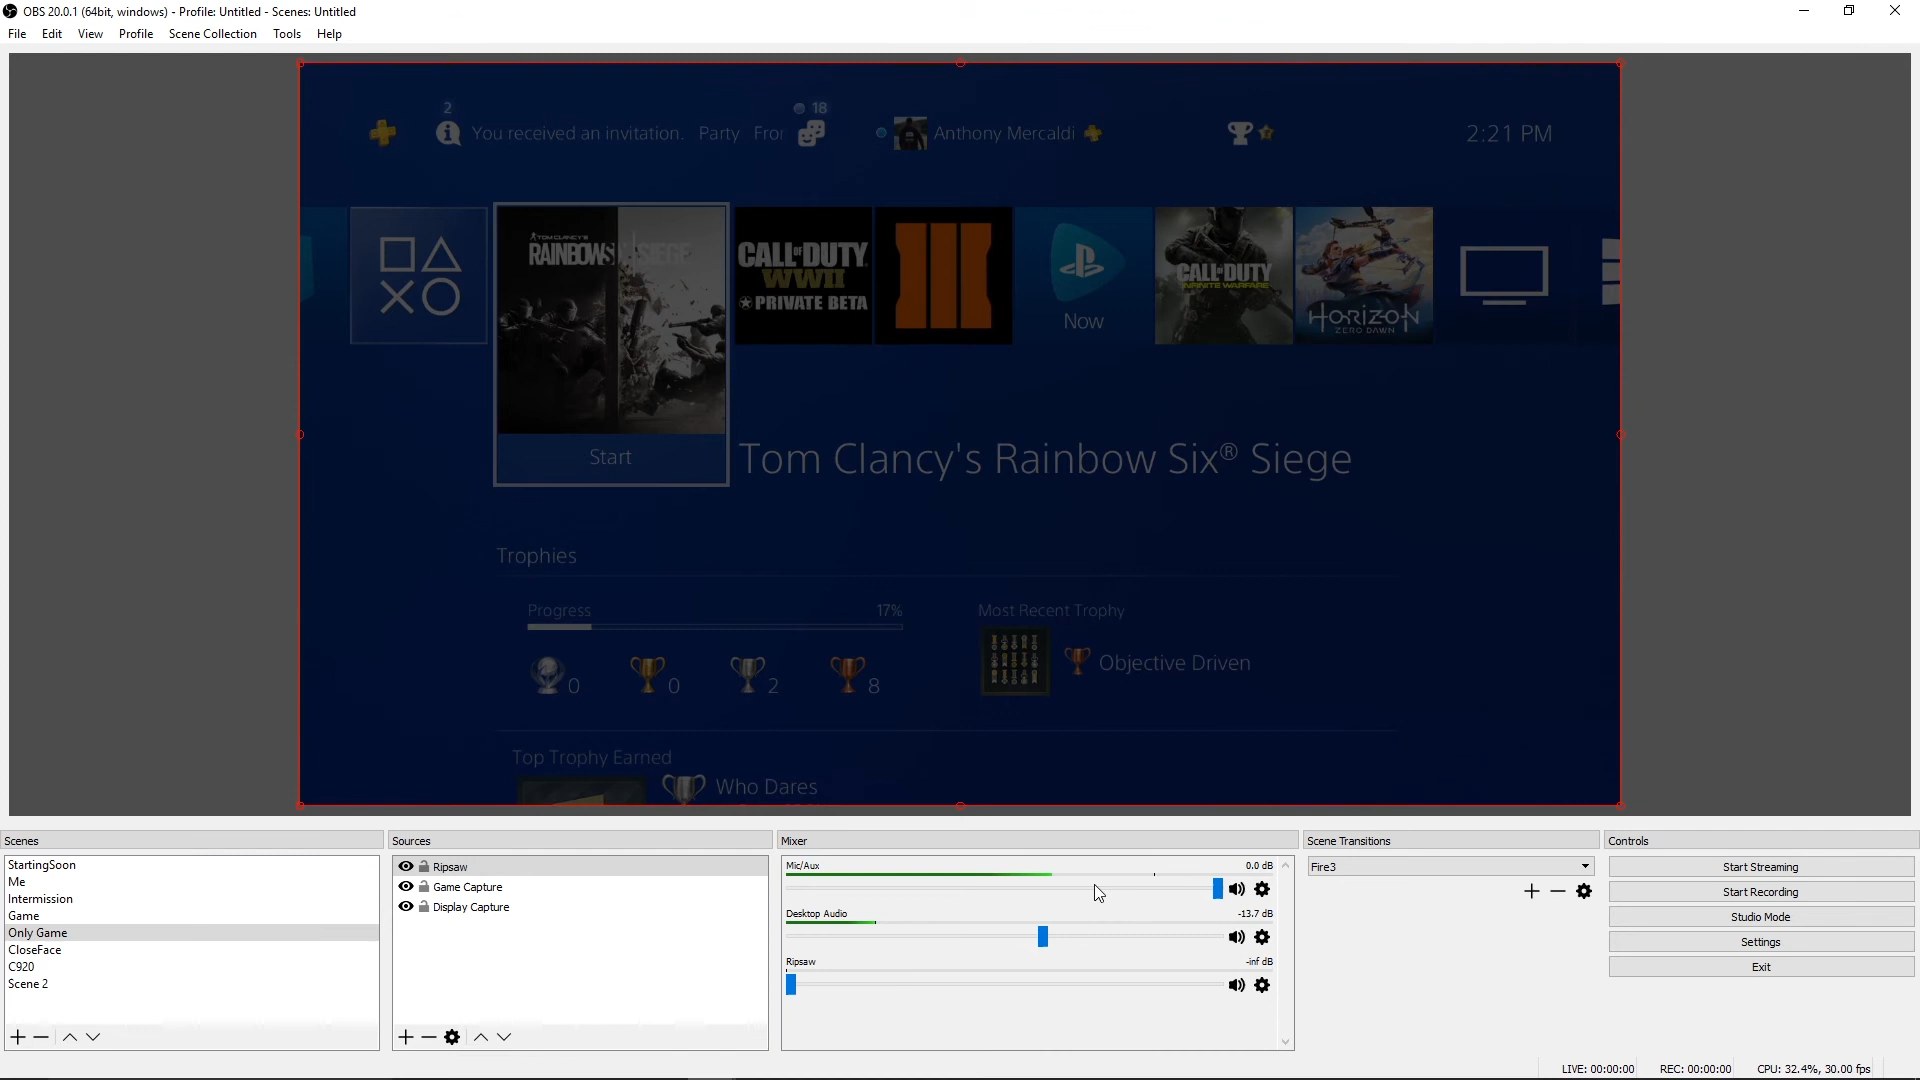 OBS 20.0.1 (64bit, windows) - Profile: Untitled - Scenes: Untitled
File Edit View Profile Scene Collection Tools Help
2 18
You received an invitation. Party Fror Anthony Mercaldi 2:21 PM
TOM CLANCY'S
RAINBOW SIEGE
CALL OF DUTY
WWII
PRIVATE BETA
Now
CALL OF DUTY
INFINITE WARFARE
HORIZON
ZERO DAWN
Start
Tom Clancy's Rainbow Six® Siege
Trophies
Progress 17%
Most Recent Trophy
0 0 2 8
Objective Driven
Top Trophy Earned
Who Dares
Scenes
StartingSoon
Me
Intermission
Game
Only Game
CloseFace
C920
Scene 2
Sources
Ripsaw
Game Capture
Display Capture
Mixer
Mic/Aux 0.0 dB
Desktop Audio -13.7 dB
Ripsaw -inf dB
Scene Transitions
Fire3
Controls
Start Streaming
Start Recording
Studio Mode
Settings
Exit
LIVE: 00:00:00 REC: 00:00:00 CPU: 32.4%, 30.00 fps